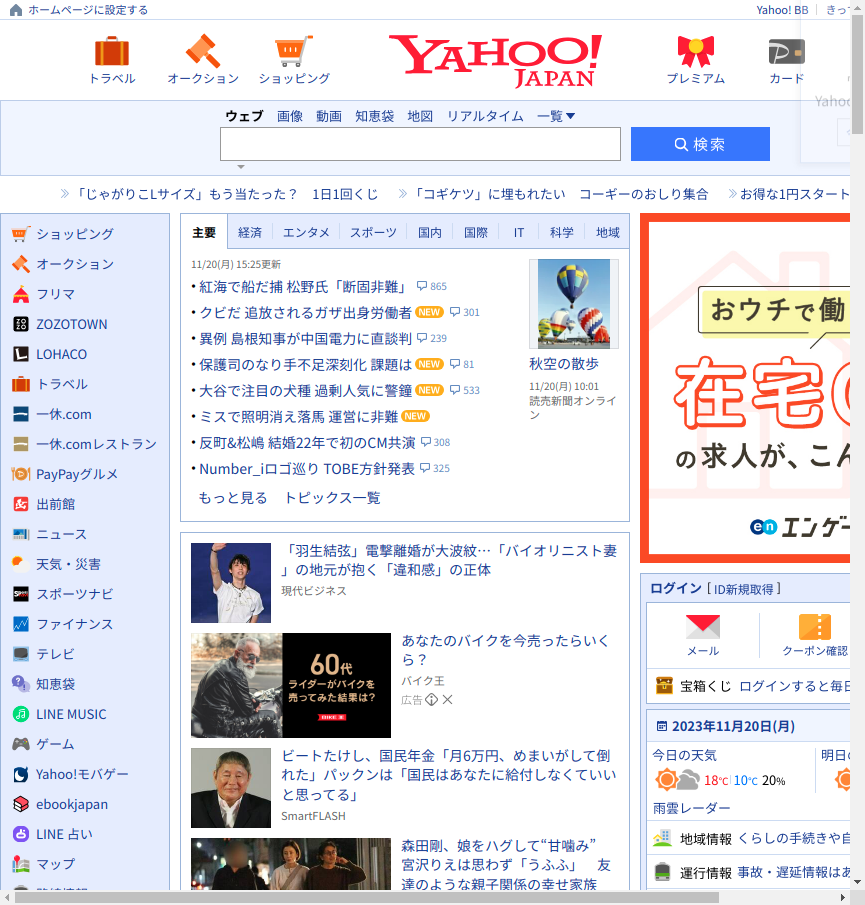 ホームページに設定する
Yahoo! BB
トラベル
オークション
ショッピング
YAHOO!
JAPAN
プレミアム
カード
ウェブ 画像 動画 知恵袋 地図 リアルタイム 一覧
検索
「じゃがりこLサイズ」もう当たった？ 1日1回くじ
「コギケツ」に埋もれたい コーギーのおしり集合
お得な1円スタート
ショッピング
オークション
フリマ
ZOZOTOWN
LOHACO
トラベル
一休.com
一休.comレストラン
PayPayグルメ
出前館
ニュース
天気・災害
スポーツナビ
ファイナンス
テレビ
知恵袋
LINE MUSIC
ゲーム
Yahoo!モバゲー
ebookjapan
LINE 占い
マップ
主要 経済 エンタメ スポーツ 国内 国際 IT 科学 地域
11/20(月) 15:25更新
紅海で船だ捕 松野氏「断固非難」 865
クビだ 追放されるガザ出身労働者 NEW 301
異例 島根知事が中国電力に直談判 239
保護司のなり手不足深刻化 課題は NEW 81
大谷で注目の犬種 過剰人気に警鐘 NEW 533
ミスで照明消え落馬 運営に非難 NEW
反町&松嶋 結婚22年で初のCM共演 308
Number_iロゴ巡り TOBE方針発表 325
もっと見る トピックス一覧
秋空の散歩
11/20(月) 10:01
読売新聞オンライ
ン
「羽生結弦」電撃離婚が大波紋…「バイオリニスト妻
」の地元が抱く「違和感」の正体
現代ビジネス
60代
ライダーがバイクを
売ってみた結果は？
あなたのバイクを今売ったらいく
ら？
バイク王
広告
ビートたけし、国民年金「月6万円、めまいがして倒
れた」パックンは「国民はあなたに給付しなくていい
と思ってる」
SmartFLASH
森田剛、娘をハグして“甘噛み”
宮沢りえは思わず「うふふ」 友
達のような親子関係の幸せ家族
おウチで働
在宅
の求人が、こん
en エンゲー
ログイン [ ID新規取得 ]
メール
クーポン確認
宝箱くじ ログインすると毎日
2023年11月20日(月)
今日の天気
明日の
18℃ 10℃ 20%
雨雲レーダー
地域情報 くらしの手続きや自
運行情報 事故・遅延情報はあ